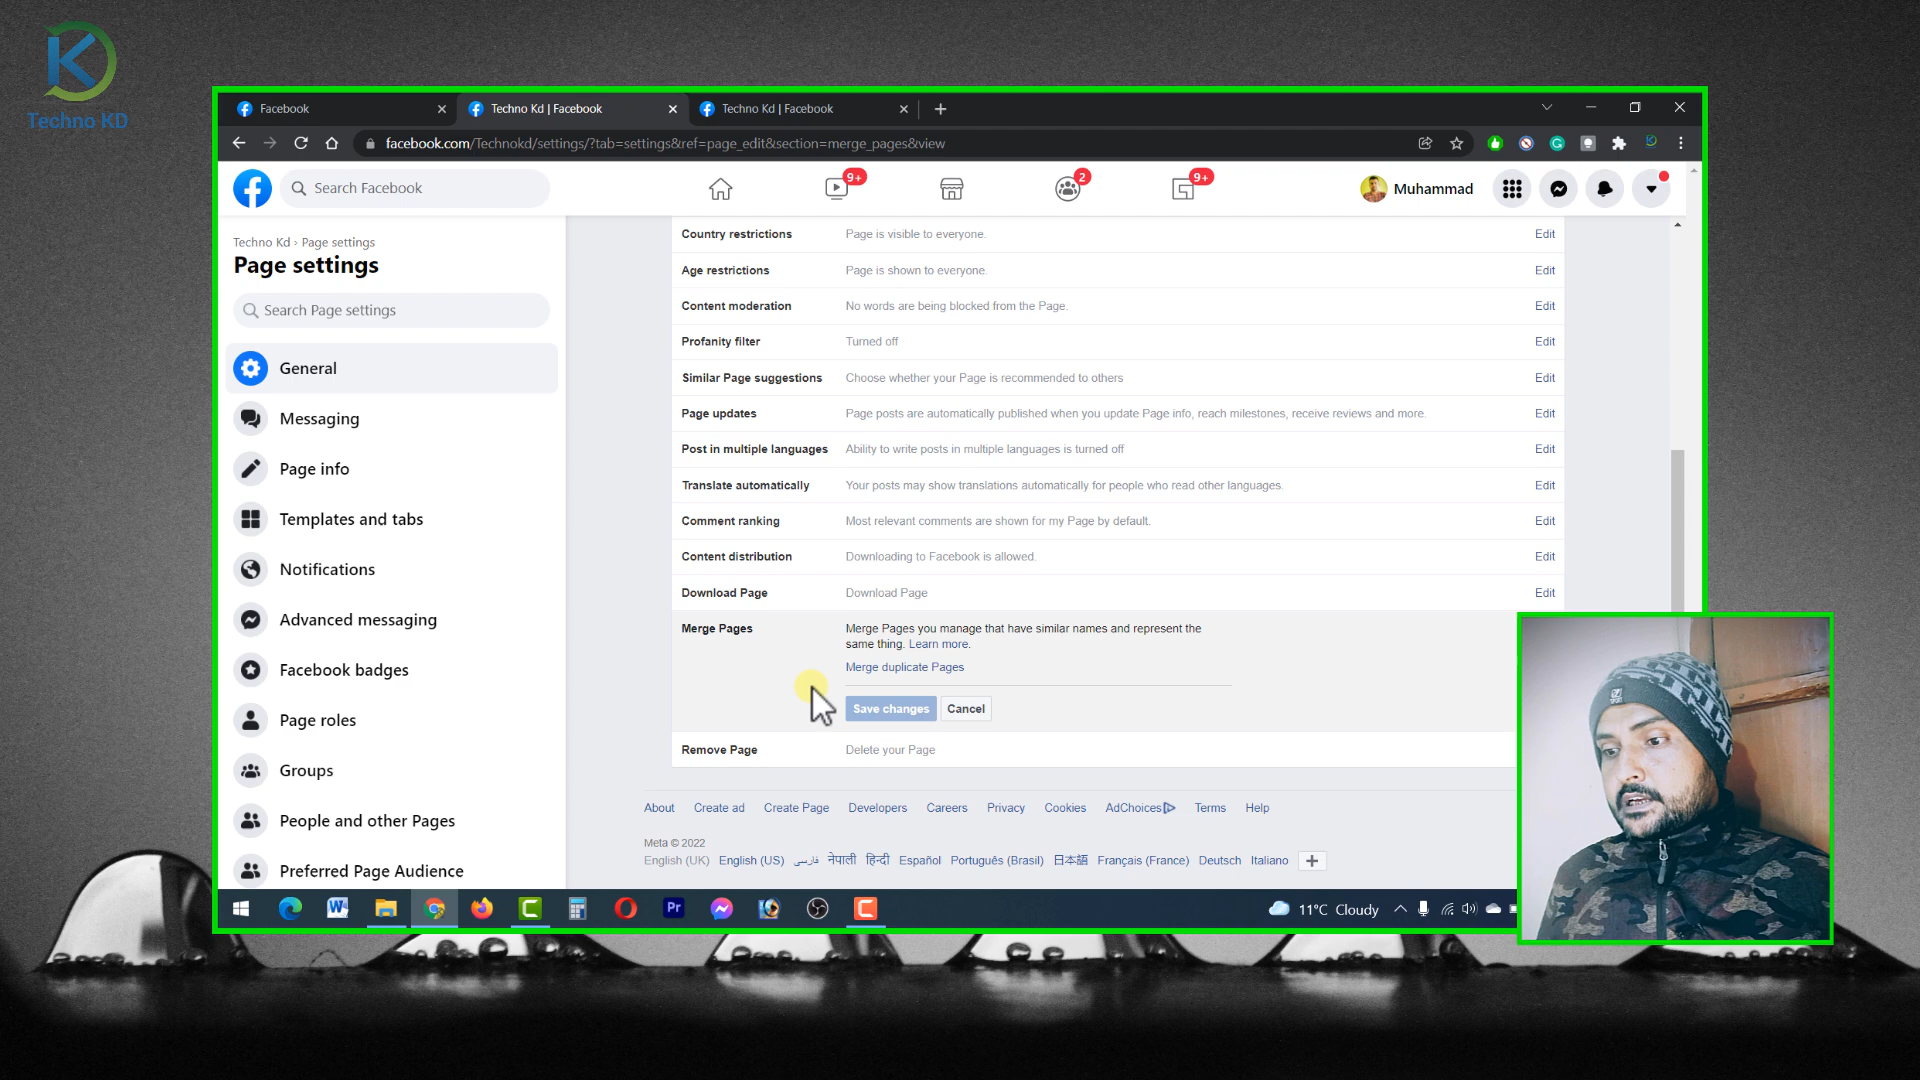 Techno KD
Facebook
Techno Kd | Facebook
Techno Kd | Facebook
facebook.com/Technokd/settings/?tab=settings&ref=page_edit&section=merge_pages&view
Search Facebook
9+
2
9+
Muhammad
Techno Kd › Page settings
Page settings
Search Page settings
General
Messaging
Page info
Templates and tabs
Notifications
Advanced messaging
Facebook badges
Page roles
Groups
People and other Pages
Preferred Page Audience
Country restrictions Page is visible to everyone. Edit
Age restrictions Page is shown to everyone. Edit
Content moderation No words are being blocked from the Page. Edit
Profanity filter Turned off Edit
Similar Page suggestions Choose whether your Page is recommended to others Edit
Page updates Page posts are automatically published when you update Page info, reach milestones, receive reviews and more. Edit
Post in multiple languages Ability to write posts in multiple languages is turned off Edit
Translate automatically Your posts may show translations automatically for people who read other languages. Edit
Comment ranking Most relevant comments are shown for my Page by default. Edit
Content distribution Downloading to Facebook is allowed. Edit
Download Page Download Page Edit
Merge Pages Merge Pages you manage that have similar names and represent the
same thing. Learn more.
Merge duplicate Pages
Save changes Cancel
Remove Page Delete your Page
About Create ad Create Page Developers Careers Privacy Cookies AdChoices Terms Help
Meta © 2022
English (UK) English (US) فارسی नेपाली हिन्दी Español Português (Brasil) 日本語 Français (France) Deutsch Italiano
11°C Cloudy